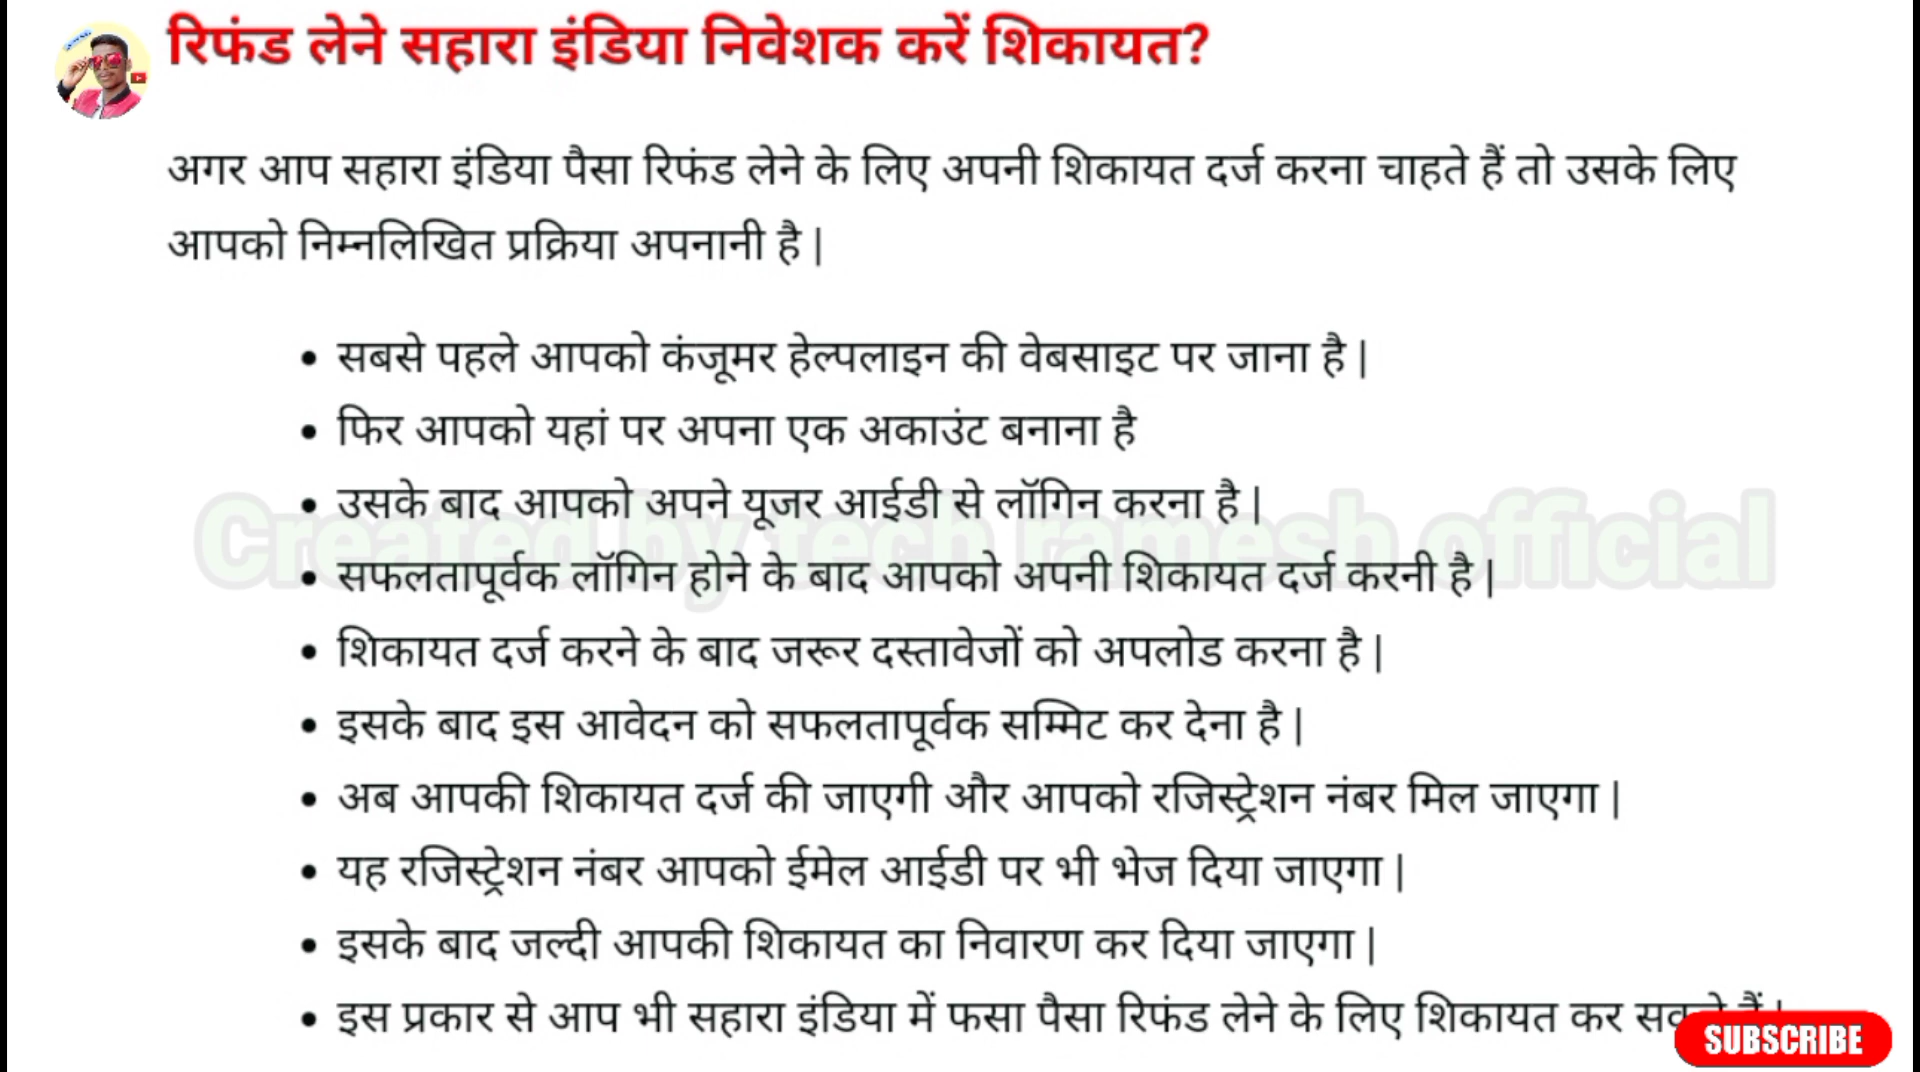 रिफंड लेने सहारा इंडिया निवेशक करें शिकायत?
अगर आप सहारा इंडिया पैसा रिफंड लेने के लिए अपनी शिकायत दर्ज करना चाहते हैं तो उसके लिए
आपको निम्नलिखित प्रक्रिया अपनानी है |
• सबसे पहले आपको कंजूमर हेल्पलाइन की वेबसाइट पर जाना है |
• फिर आपको यहां पर अपना एक अकाउंट बनाना है
• उसके बाद आपको अपने यूजर आईडी से लॉगिन करना है |
Created by tech ramesh official
• सफलतापूर्वक लॉगिन होने के बाद आपको अपनी शिकायत दर्ज करनी है |
• शिकायत दर्ज करने के बाद जरूर दस्तावेजों को अपलोड करना है |
• इसके बाद इस आवेदन को सफलतापूर्वक सम्मिट कर देना है |
• अब आपकी शिकायत दर्ज की जाएगी और आपको रजिस्ट्रेशन नंबर मिल जाएगा |
• यह रजिस्ट्रेशन नंबर आपको ईमेल आईडी पर भी भेज दिया जाएगा |
• इसके बाद जल्दी आपकी शिकायत का निवारण कर दिया जाएगा |
• इस प्रकार से आप भी सहारा इंडिया में फसा पैसा रिफंड लेने के लिए शिकायत कर
SUBSCRIBE